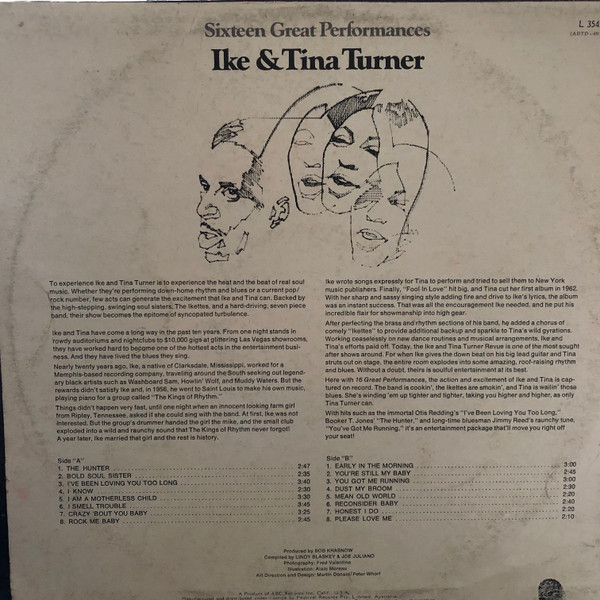 Sixteen Great Performances
L 354
Ike & Tina Turner
To experience Ike and Tina Turner is to experience the heat and the beat of real soul
music. Whether they're performing down-home rhythm and blues or a current pop/
rock number, few acts can generate the excitement that Ike and Tina can. Backed by
the high-stepping, swinging soul sisters, The Ikettes, and a hard-driving, seven piece
band, their show becomes the epitome of syncopated turbulence.
Ike and Tina have come a long way in the past ten years. From one night stands in
rowdy auditoriums and nightclubs to $10,000 gigs at glittering Las Vegas showrooms,
they have worked hard to become one of the hottest acts in the entertainment busi-
ness. And they have lived the blues they sing.
Nearly twenty years ago, Ike, a native of Clarksdale, Mississippi, worked for a
Memphis-based recording company, traveling around the South seeking out legend-
ary black artists such as Washboard Sam, Howlin' Wolf, and Muddy Waters. But the
rewards didn't satisfy Ike and, in 1956, he went to Saint Louis to make his own music,
playing piano for a group called "The Kings of Rhythm."
Things didn't happen very fast, until one night when an innocent looking farm girl
from Ripley, Tennessee, asked if she could sing with the band. At first, Ike was not
interested. But the group's drummer handed the girl the mike, and the small club
exploded into a wild and raunchy sound that The Kings of Rhythm never forgot!
A year later, Ike married that girl and the rest is history.
Ike wrote songs expressly for Tina to perform and tried to sell them to New York
music publishers. Finally, "Fool In Love" hit big, and Tina cut her first album in 1962.
With her sharp and sassy singing style adding fire and drive to Ike's lyrics, the album
was an instant success. That was all the encouragement Ike needed, and he put his
incredible flair for showmanship into high gear.
After perfecting the brass and rhythm sections of his band, he added a chorus of
comely "Ikettes" to provide additional backup and sparkle to Tina's wild gyrations.
Working ceaselessly on new dance routines and musical arrangements, Ike and
Tina's efforts paid off. Today, the Ike and Tina Turner Revue is one of the most sought
after shows around. For when Ike gives the down beat on his big lead guitar and Tina
struts out on stage, the entire room explodes into some amazing, roof-raising rhythm
and blues. Without a doubt, theirs is soulful entertainment at its best.
Here with 16 Great Performances, the action and excitement of Ike and Tina is cap-
tured on record. The band is cookin', the Ikettes are smokin', and Tina is wailin' those
blues. She's winding 'em up tighter and tighter, taking you higher and higher, as only
Tina Turner can.
With hits such as the immortal Otis Redding's "I've Been Loving You Too Long,"
Booker T. Jones' "The Hunter," and long-time bluesman Jimmy Reed's raunchy tune,
"You've Got Me Running," it's an entertainment package that'll move you right off
your seat!
Side "A"
1. THE HUNTER 2:47
2. BOLD SOUL SISTER 2:35
3. I'VE BEEN LOVING YOU TOO LONG 3:40
4. I KNOW 2:30
5. I AM A MOTHERLESS CHILD 3:30
6. I SMELL TROUBLE 3:45
7. CRAZY 'BOUT YOU BABY 3:25
8. ROCK ME BABY 2:45
Side "B"
1. EARLY IN THE MORNING 3:00
2. YOU'RE STILL MY BABY 2:45
3. YOU GOT ME RUNNING 3:00
4. DUST MY BROOM 2:30
5. MEAN OLD WORLD 2:20
6. RECONSIDER BABY 2:40
7. HONEST I DO 2:20
8. PLEASE LOVE ME 2:10
Produced by BOB KRASNOW
Compiled by LINDY BLASKEY & JOE JULIANO
Photography: Fred Valentine
Illustration: Alais Moreau
Art Direction and Design: Martin Donald/Peter Whorf